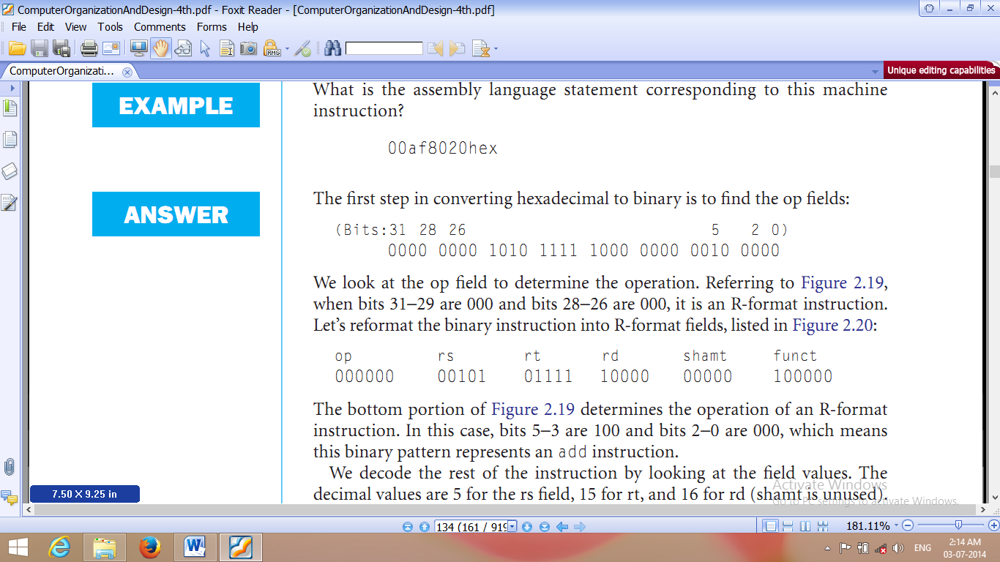 ComputerOrganizationAndDesign-4th.pdf - Foxit Reader - [ComputerOrganizationAndDesign-4th.pdf]
File Edit View Tools Comments Forms Help
RMS
ComputerOrganizati...
Unique editing capabilities
EXAMPLE
What is the assembly language statement corresponding to this machine
instruction?
00af8020hex
ANSWER
The first step in converting hexadecimal to binary is to find the op fields:
(Bits:31 28 26 5 2 0)
0000 0000 1010 1111 1000 0000 0010 0000
We look at the op field to determine the operation. Referring to Figure 2.19,
when bits 31–29 are 000 and bits 28–26 are 000, it is an R-format instruction.
Let's reformat the binary instruction into R-format fields, listed in Figure 2.20:
op rs rt rd shamt funct
000000 00101 01111 10000 00000 100000
The bottom portion of Figure 2.19 determines the operation of an R-format
instruction. In this case, bits 5–3 are 100 and bits 2–0 are 000, which means
this binary pattern represents an add instruction.
We decode the rest of the instruction by looking at the field values. The
decimal values are 5 for the rs field, 15 for rt, and 16 for rd (shamt is unused).
Activate Windows
Go to PC settings to activate Windows.
7.50 X 9.25 in
134 (161 / 919
181.11%
ENG
2:14 AM
03-07-2014